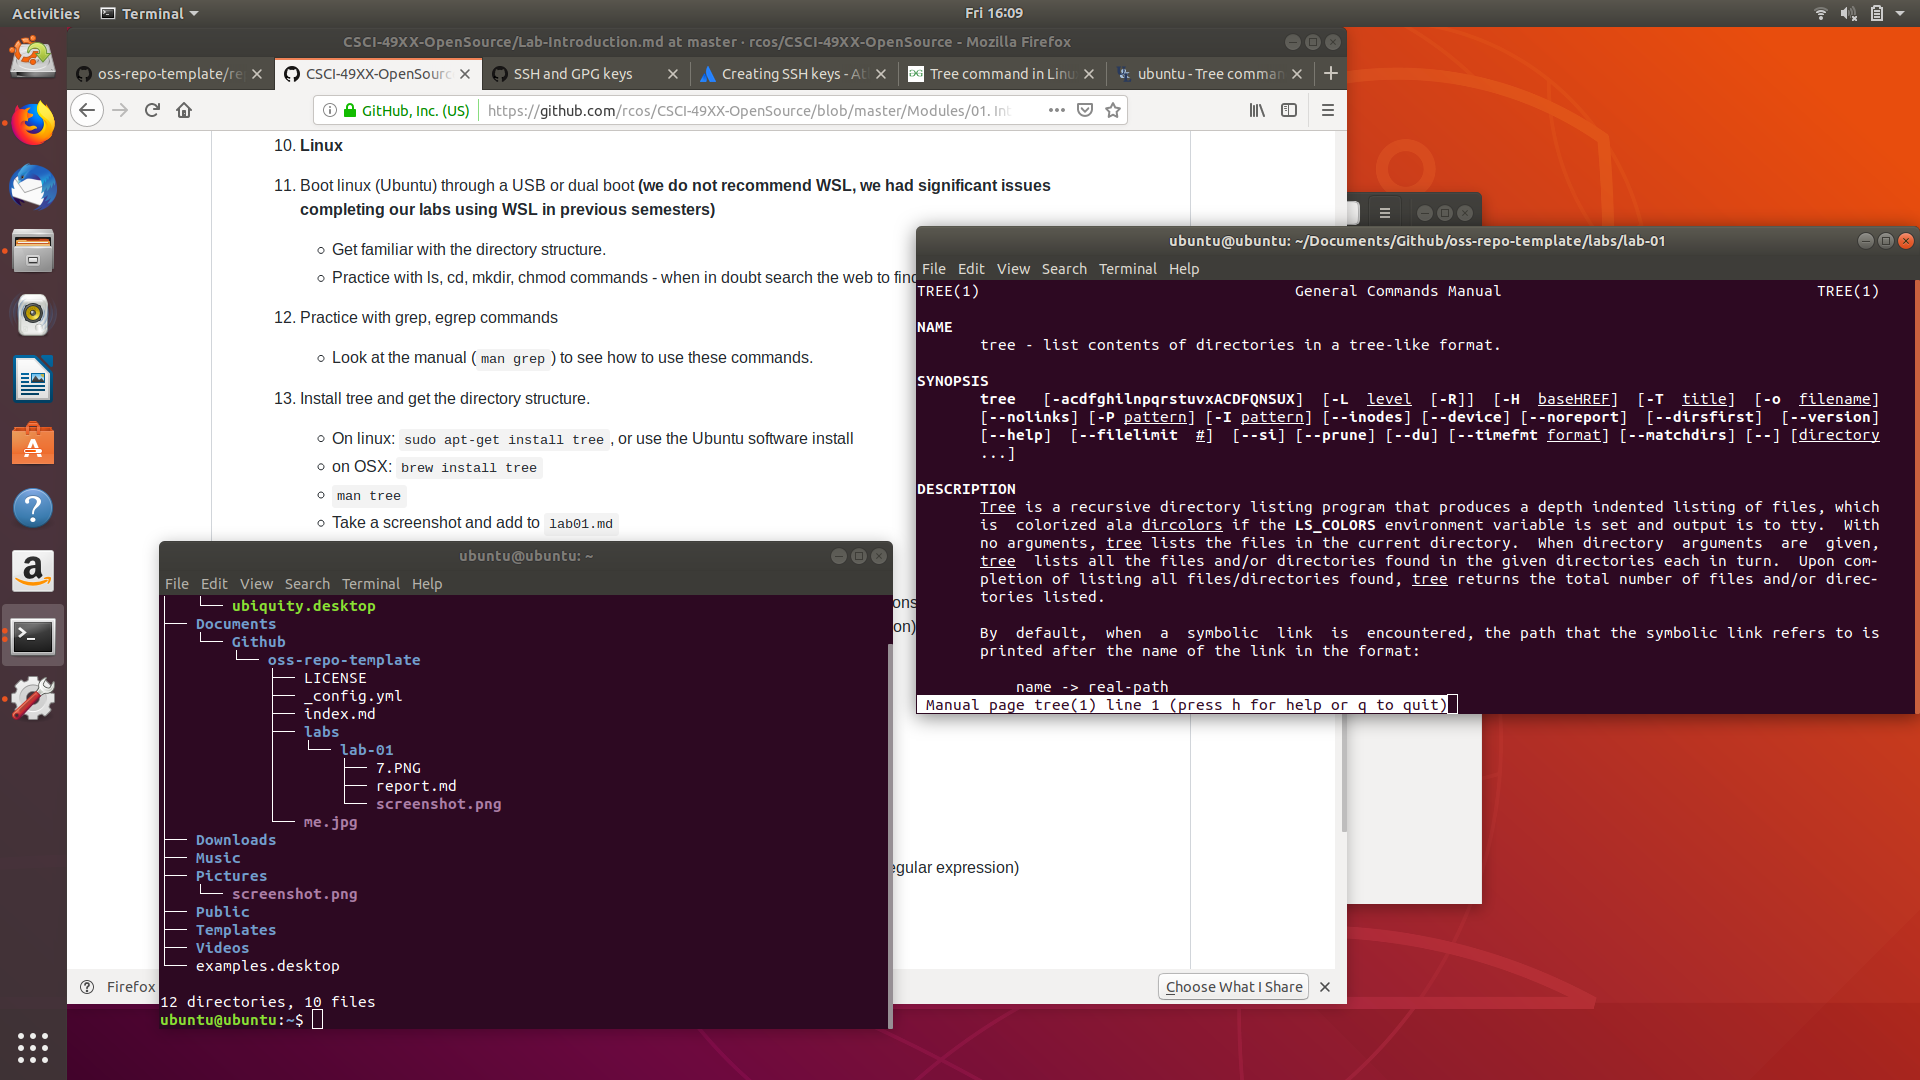 Activities
Terminal
Fri 16:09
CSCI-49XX-OpenSource/Lab-Introduction.md at master · rcos/CSCI-49XX-OpenSource - Mozilla Firefox
oss-repo-template/re
CSCI-49XX-OpenSourc
SSH and GPG keys
Creating SSH keys - At
Tree command in Linu
ubuntu - Tree comman
GitHub, Inc. (US)
https://github.com/rcos/CSCI-49XX-OpenSource/blob/master/Modules/01. Int
10. Linux
11. Boot linux (Ubuntu) through a USB or dual boot (we do not recommend WSL, we had significant issues
completing our labs using WSL in previous semesters)
Get familiar with the directory structure.
Practice with ls, cd, mkdir, chmod commands - when in doubt search the web to find
12. Practice with grep, egrep commands
Look at the manual ( man grep ) to see how to use these commands.
13. Install tree and get the directory structure.
On linux: sudo apt-get install tree , or use the Ubuntu software install
on OSX: brew install tree
man tree
Take a screenshot and add to lab01.md
ons
on)
egular expression)
Firefox
Choose What I Share
ubuntu@ubuntu: ~/Documents/Github/oss-repo-template/labs/lab-01
File Edit View Search Terminal Help
TREE(1) General Commands Manual TREE(1)
NAME
tree - list contents of directories in a tree-like format.
SYNOPSIS
tree [-acdfghilnpqrstuvxACDFQNSUX] [-L level [-R]] [-H baseHREF] [-T title] [-o filename]
[--nolinks] [-P pattern] [-I pattern] [--inodes] [--device] [--noreport] [--dirsfirst] [--version]
[--help] [--filelimit #] [--si] [--prune] [--du] [--timefmt format] [--matchdirs] [--] [directory
...]
DESCRIPTION
Tree is a recursive directory listing program that produces a depth indented listing of files, which
is colorized ala dircolors if the LS_COLORS environment variable is set and output is to tty. With
no arguments, tree lists the files in the current directory. When directory arguments are given,
tree lists all the files and/or directories found in the given directories each in turn. Upon com-
pletion of listing all files/directories found, tree returns the total number of files and/or direc-
tories listed.
By default, when a symbolic link is encountered, the path that the symbolic link refers to is
printed after the name of the link in the format:
name -> real-path
Manual page tree(1) line 1 (press h for help or q to quit)
ubuntu@ubuntu: ~
File Edit View Search Terminal Help
ubiquity.desktop
Documents
Github
oss-repo-template
LICENSE
_config.yml
index.md
labs
lab-01
7.PNG
report.md
screenshot.png
me.jpg
Downloads
Music
Pictures
screenshot.png
Public
Templates
Videos
examples.desktop
12 directories, 10 files
ubuntu@ubuntu:~$